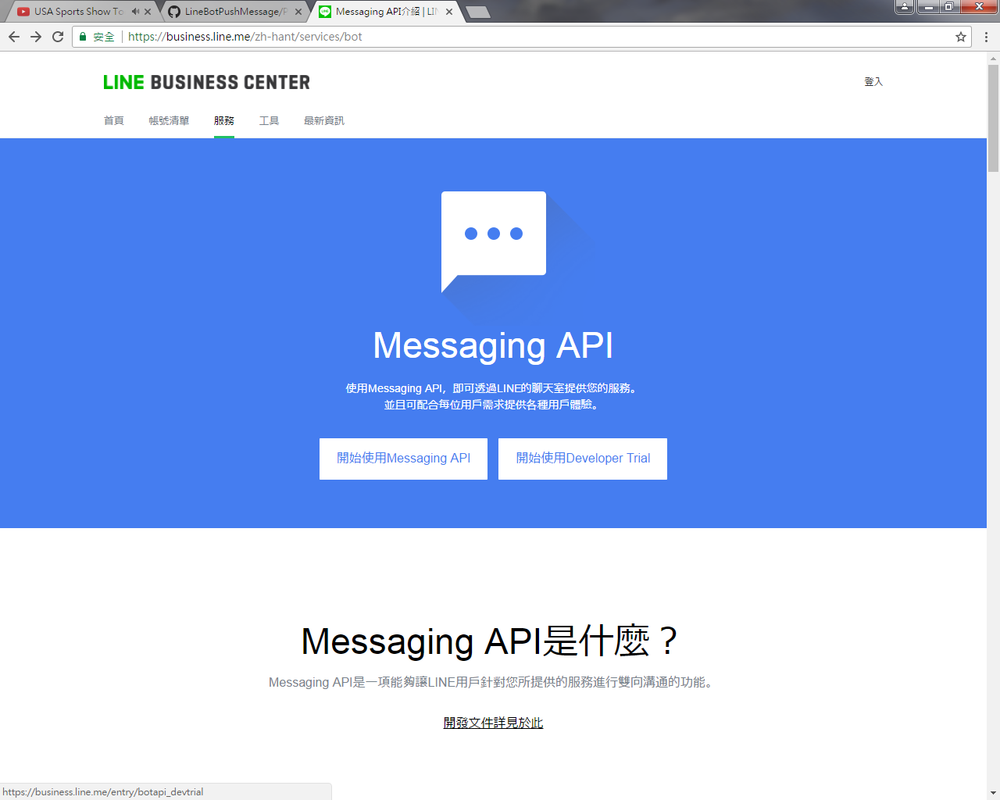 USA Sports Show To
LineBotPushMessage/
Messaging API介紹 | LI
安全 https://business.line.me/zh-hant/services/bot
LINE BUSINESS CENTER
登入
首頁 帳號清單 服務 工具 最新資訊
Messaging API
使用Messaging API，即可透過LINE的聊天室提供您的服務。
並且可配合每位用戶需求提供各種用戶體驗。
開始使用Messaging API 開始使用Developer Trial
Messaging API是什麼？
Messaging API是一項能夠讓LINE用戶針對您所提供的服務進行雙向溝通的功能。
開發文件詳見於此
https://business.line.me/entry/botapi_devtrial